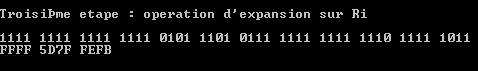 TroisiÞme etape : operation d'expansion sur Ri
1111 1111 1111 1111 0101 1101 0111 1111 1111 1110 1111 1011
FFFF 5D7F FEFB